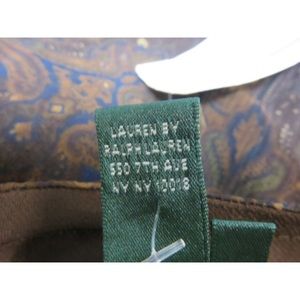 LAUREN BY
RALPH LAUREN
550 7TH AVE
NY NY 10018